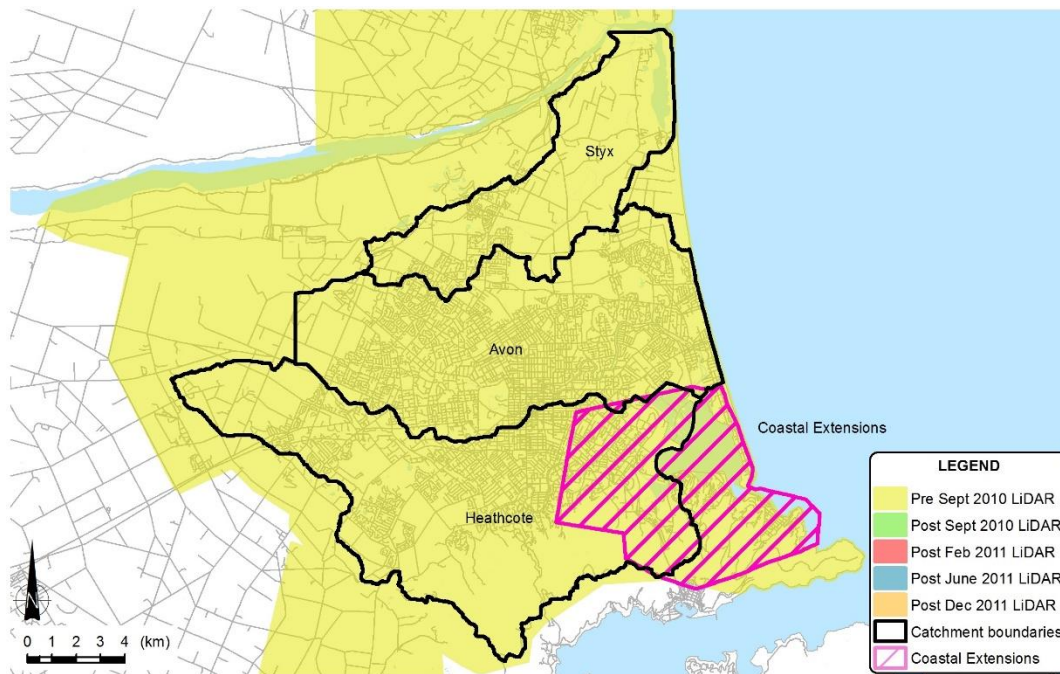 Styx
Avon
Coastal Extensions
Heathcote
N
0 1 2 3 4 (km)
LEGEND
Pre Sept 2010 LiDAR
Post Sept 2010 LiDAR
Post Feb 2011 LiDAR
Post June 2011 LiDAR
Post Dec 2011 LiDAR
Catchment boundaries
Coastal Extensions